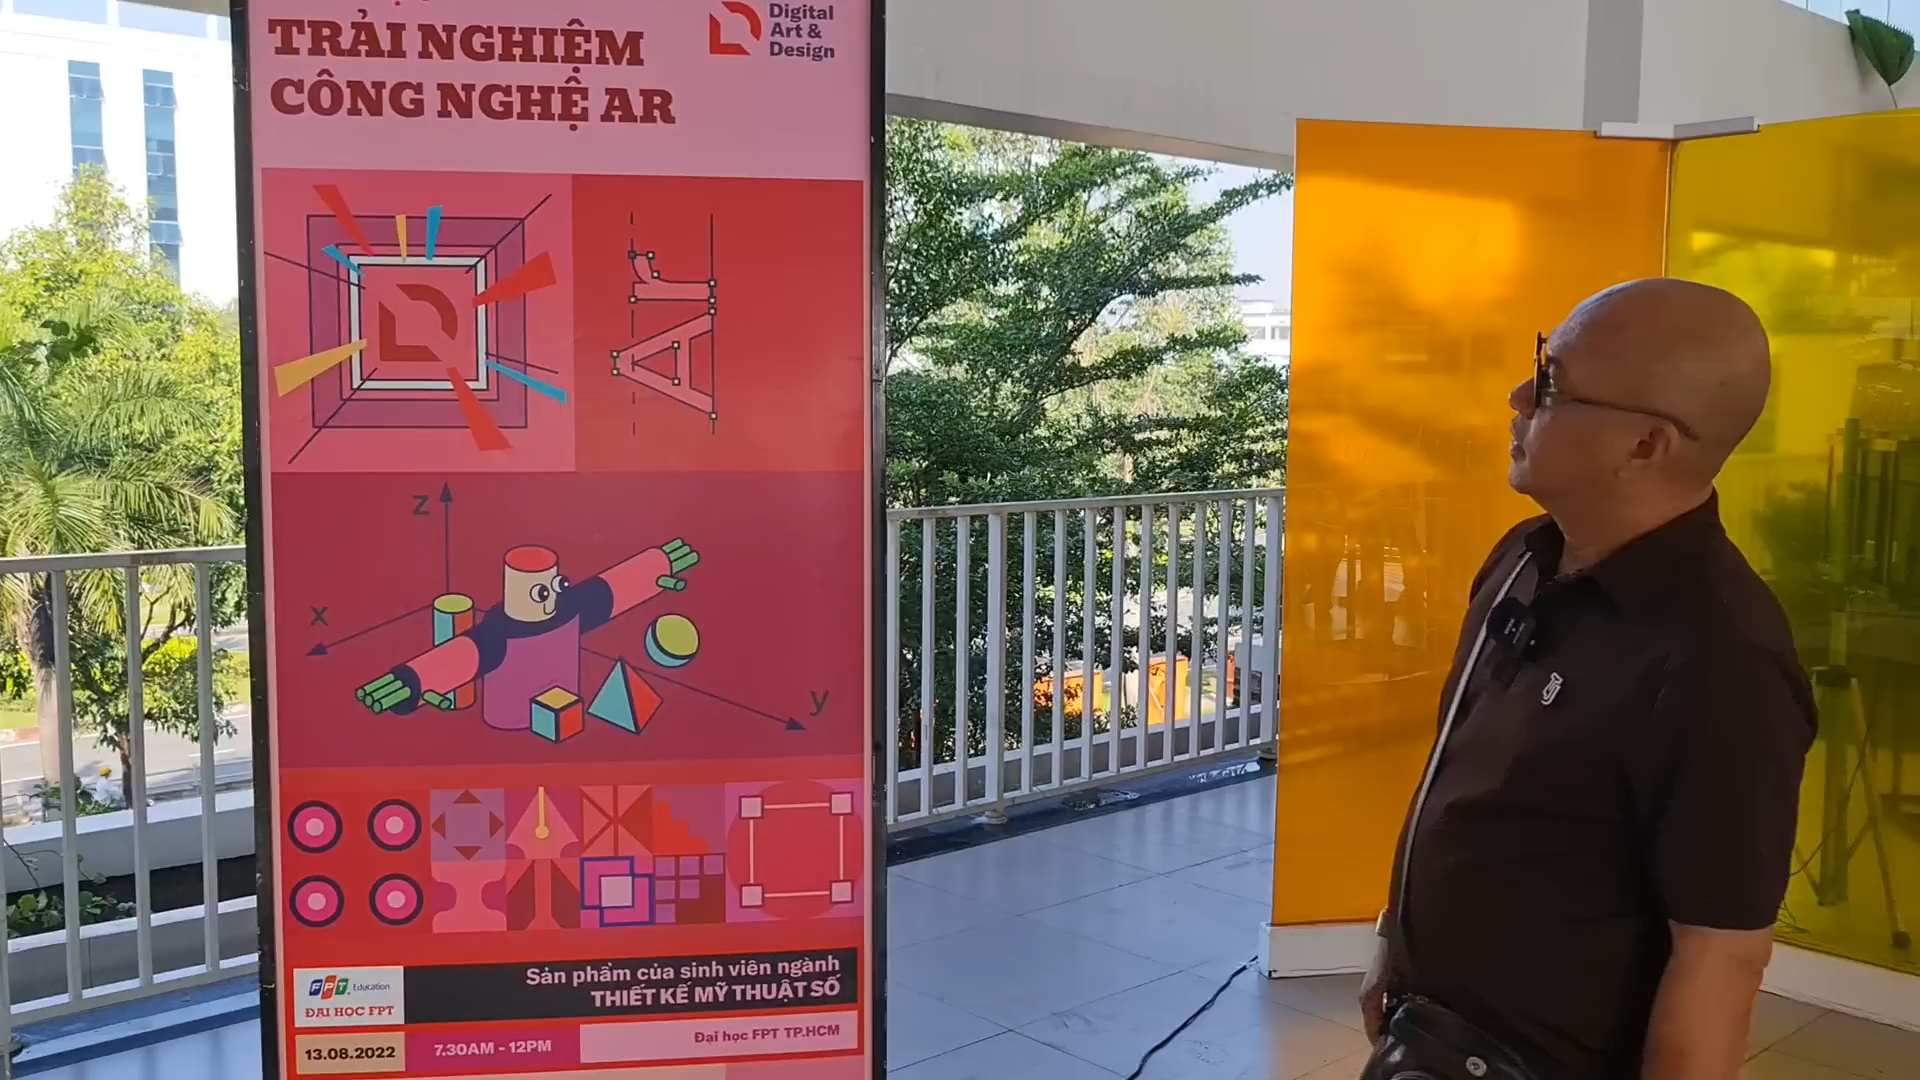 TRẢI NGHIỆM
CÔNG NGHỆ AR
Digital
Art &
Design
Ar
z
x
y
FPT Education
ĐẠI HỌC FPT
Sản phẩm của sinh viên ngành
THIẾT KẾ MỸ THUẬT SỐ
13.08.2022
7.30AM - 12PM
Đại học FPT TP.HCM